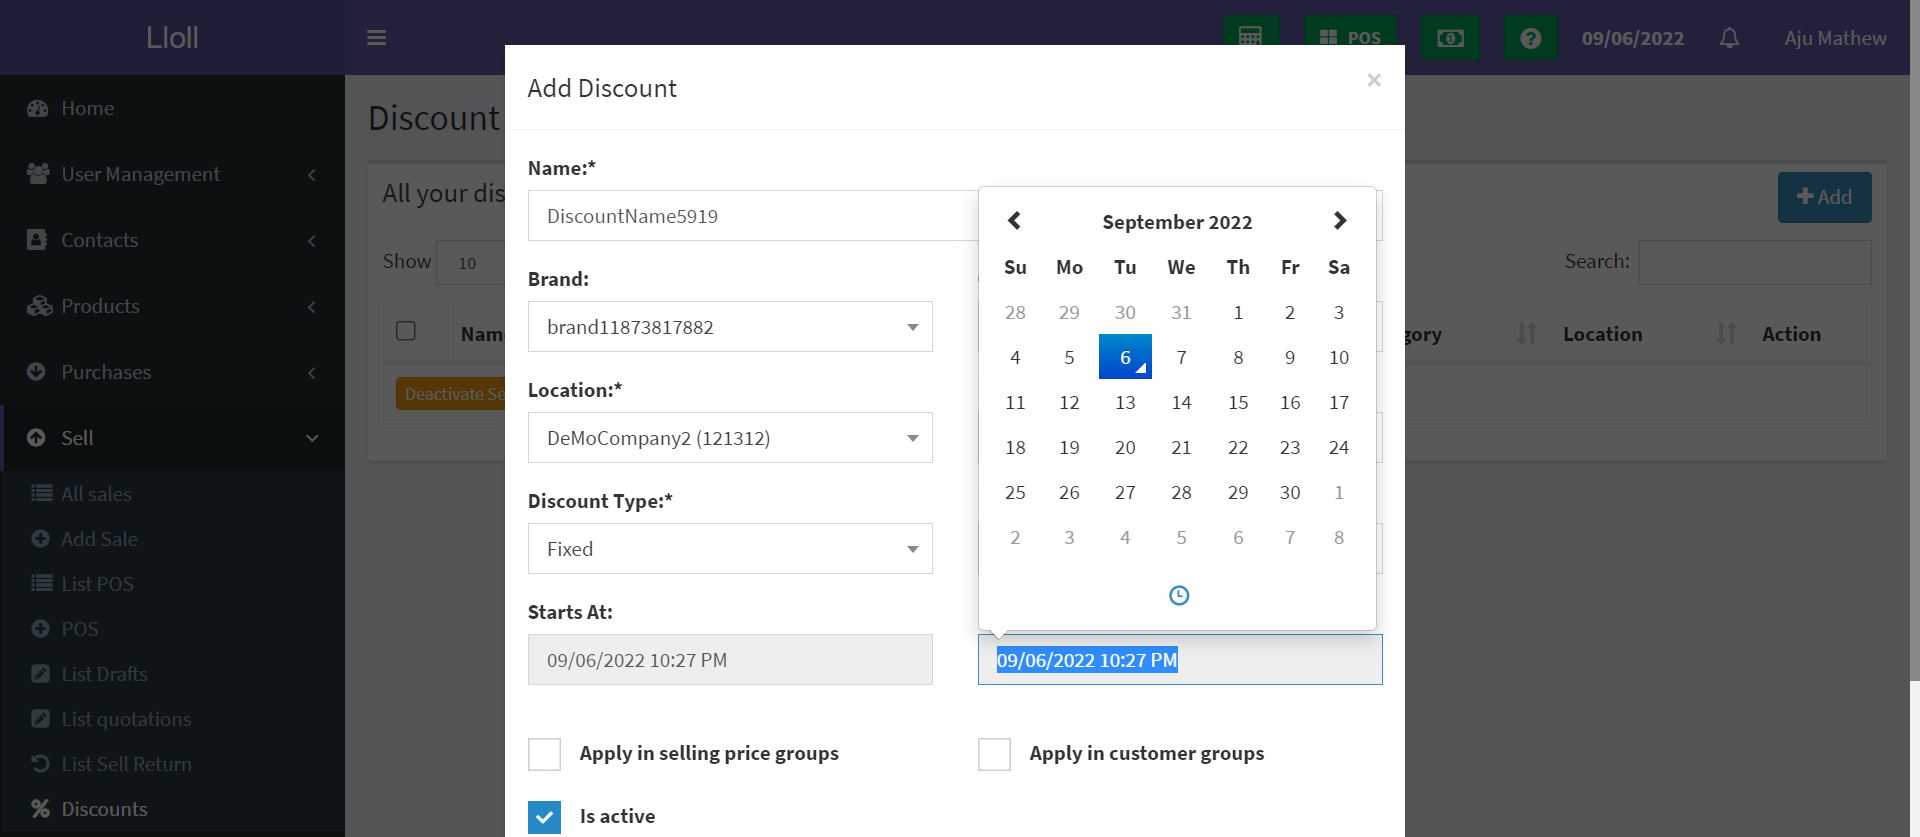 Lloll
POS
09/06/2022
Aju Mathew
Home
User Management
Contacts
Products
Purchases
Sell
All sales
Add Sale
List POS
POS
List Drafts
List quotations
List Sell Return
Discounts
Discount
All your dis
Add
Show 10
Search:
Nam
gory
Location
Action
Deactivate Se
Add Discount
×
Name:*
DiscountName5919
Brand:
brand11873817882
Location:*
DeMoCompany2 (121312)
Discount Type:*
Fixed
Starts At:
09/06/2022 10:27 PM
September 2022
Su Mo Tu We Th Fr Sa
28 29 30 31 1 2 3
4 5 6 7 8 9 10
11 12 13 14 15 16 17
18 19 20 21 22 23 24
25 26 27 28 29 30 1
2 3 4 5 6 7 8
09/06/2022 10:27 PM
Apply in selling price groups
Apply in customer groups
Is active